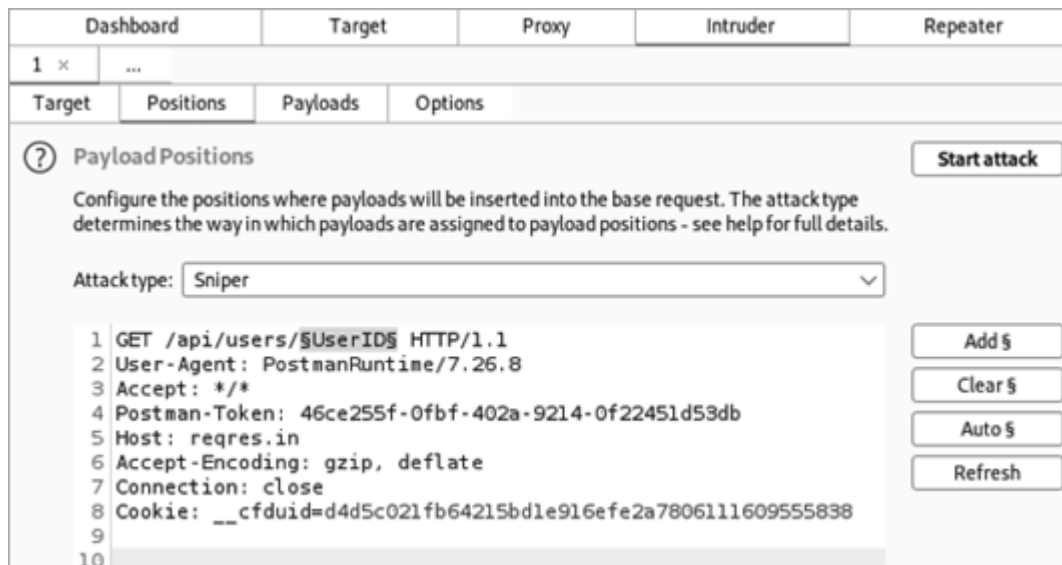 Dashboard Target Proxy Intruder Repeater
1 × ...
Target Positions Payloads Options
? Payload Positions Start attack
Configure the positions where payloads will be inserted into the base request. The attack type
determines the way in which payloads are assigned to payload positions - see help for full details.
Attack type: Sniper
1 GET /api/users/§UserID§ HTTP/1.1 Add §
2 User-Agent: PostmanRuntime/7.26.8
3 Accept: */* Clear §
4 Postman-Token: 46ce255f-0fbf-402a-9214-0f22451d53db
5 Host: reqres.in Auto §
6 Accept-Encoding: gzip, deflate
7 Connection: close Refresh
8 Cookie: __cfduid=d4d5c021fb64215bd1e916efe2a7806111609555838
9
10